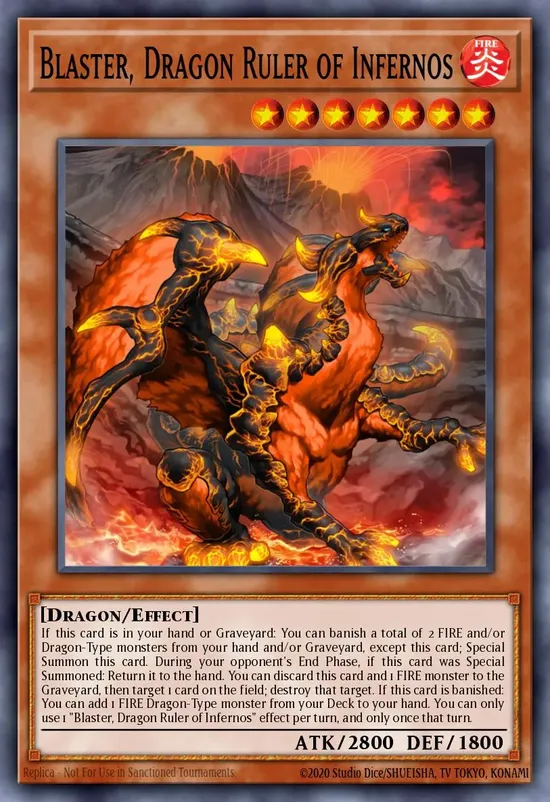 BLASTER, DRAGON RULER OF INFERNOS
FIRE
炎
[DRAGON/EFFECT]
If this card is in your hand or Graveyard: You can banish a total of 2 FIRE and/or
Dragon-Type monsters from your hand and/or Graveyard, except this card; Special
Summon this card. During your opponent's End Phase, if this card was Special
Summoned: Return it to the hand. You can discard this card and 1 FIRE monster to the
Graveyard, then target 1 card on the field; destroy that target. If this card is banished:
You can add 1 FIRE Dragon-Type monster from your Deck to your hand. You can only
use 1 "Blaster, Dragon Ruler of Infernos" effect per turn, and only once that turn.
ATK/2800 DEF/1800
Replica - Not For Use in Sanctioned Tournaments
©2020 Studio Dice/SHUEISHA, TV TOKYO, KONAMI